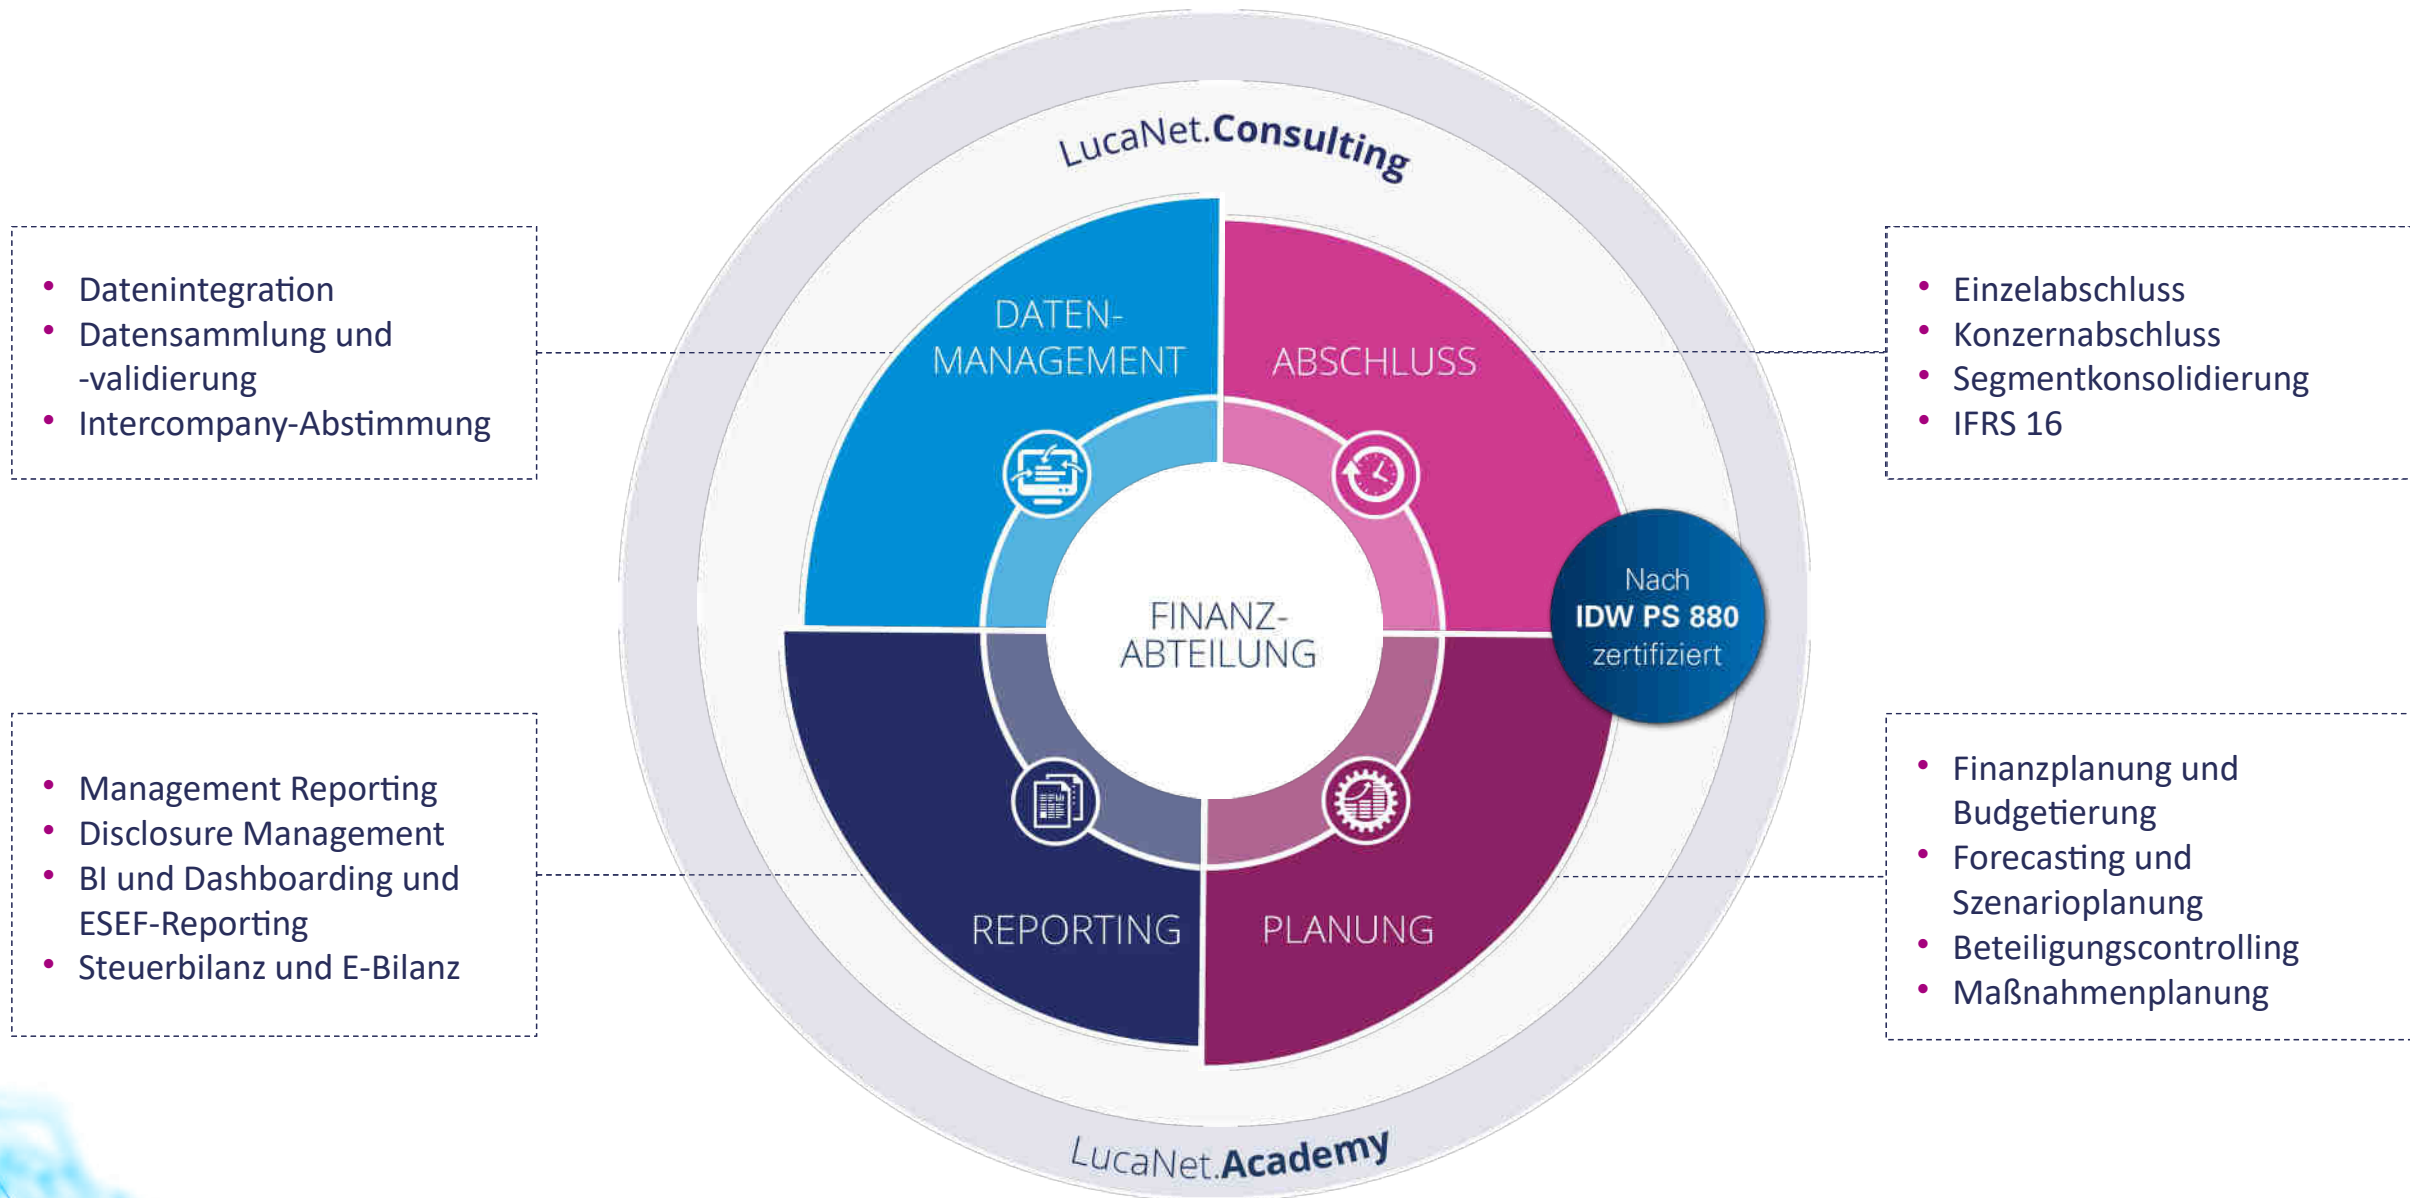 LucaNet.Consulting
• Datenintegration
• Datensammlung und
-validierung
• Intercompany-Abstimmung
DATEN-
MANAGEMENT
ABSCHLUSS
• Einzelabschluss
• Konzernabschluss
• Segmentkonsolidierung
• IFRS 16
FINANZ-
ABTEILUNG
Nach
IDW PS 880
zertifiziert
• Management Reporting
• Disclosure Management
• BI und Dashboarding und
ESEF-Reporting
• Steuerbilanz und E-Bilanz
REPORTING
PLANUNG
• Finanzplanung und
Budgetierung
• Forecasting und
Szenarioplanung
• Beteiligungscontrolling
• Maßnahmenplanung
LucaNet.Academy